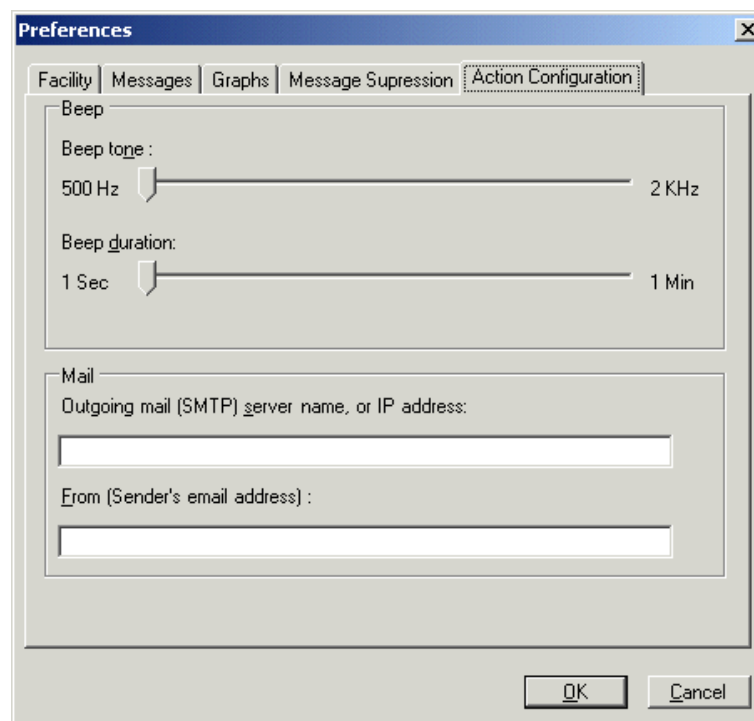 Preferences
Facility Messages Graphs Message Supression Action Configuration
Beep
Beep tone :
500 Hz 2 KHz
Beep duration:
1 Sec 1 Min
Mail
Outgoing mail (SMTP) server name, or IP address:
From (Sender's email address) :
OK Cancel